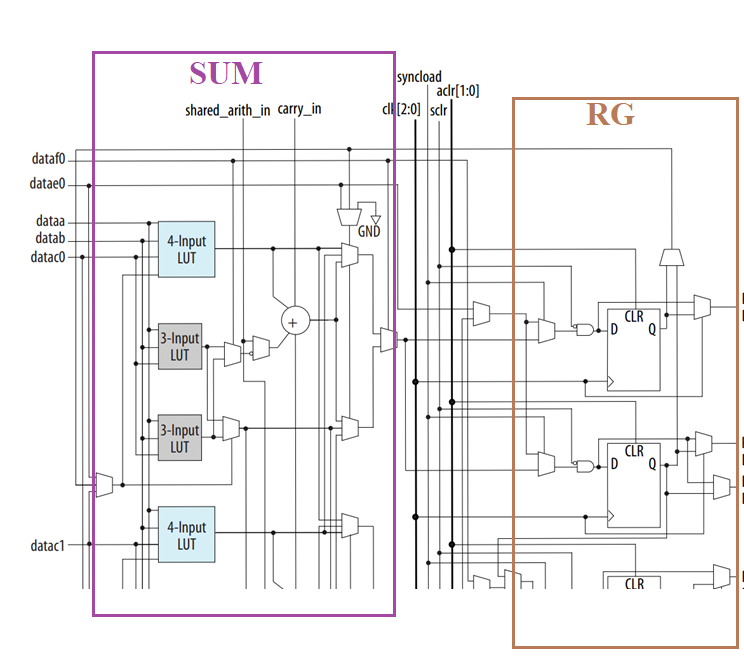 SUM
RG
syncload
aclr[1:0]
shared_arith_in carry_in
clk[2:0] sclr
dataf0
datae0
dataa
datab
datac0
4-Input
LUT
GND
3-Input
LUT
+
CLR
D Q
3-Input
LUT
CLR
D Q
4-Input
LUT
datac1
CLR